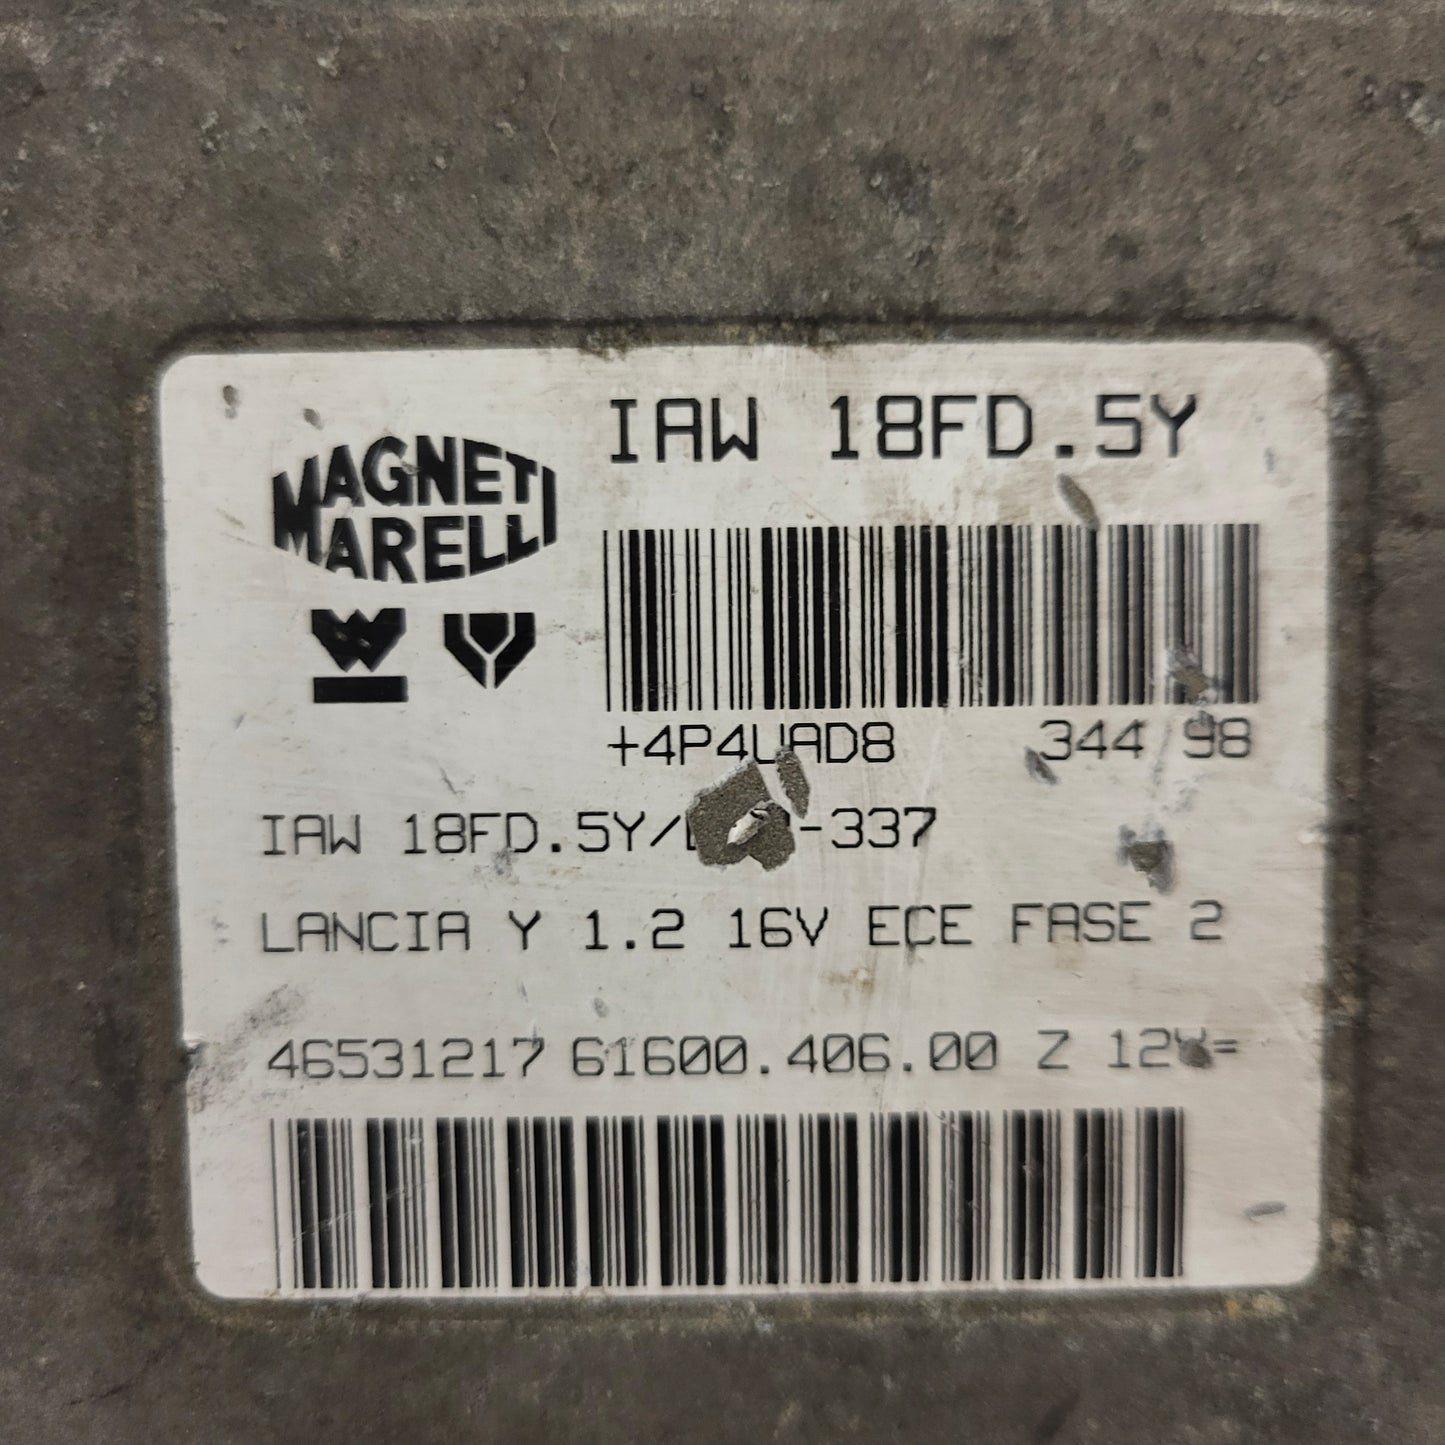 IAW 18FD.5Y
MAGNETI
MARELLI
+4P4UAD8 344 98
IAW
LANCIA Y 1.2 16V ECE FASE 2
46531217 61600.406.00 Z